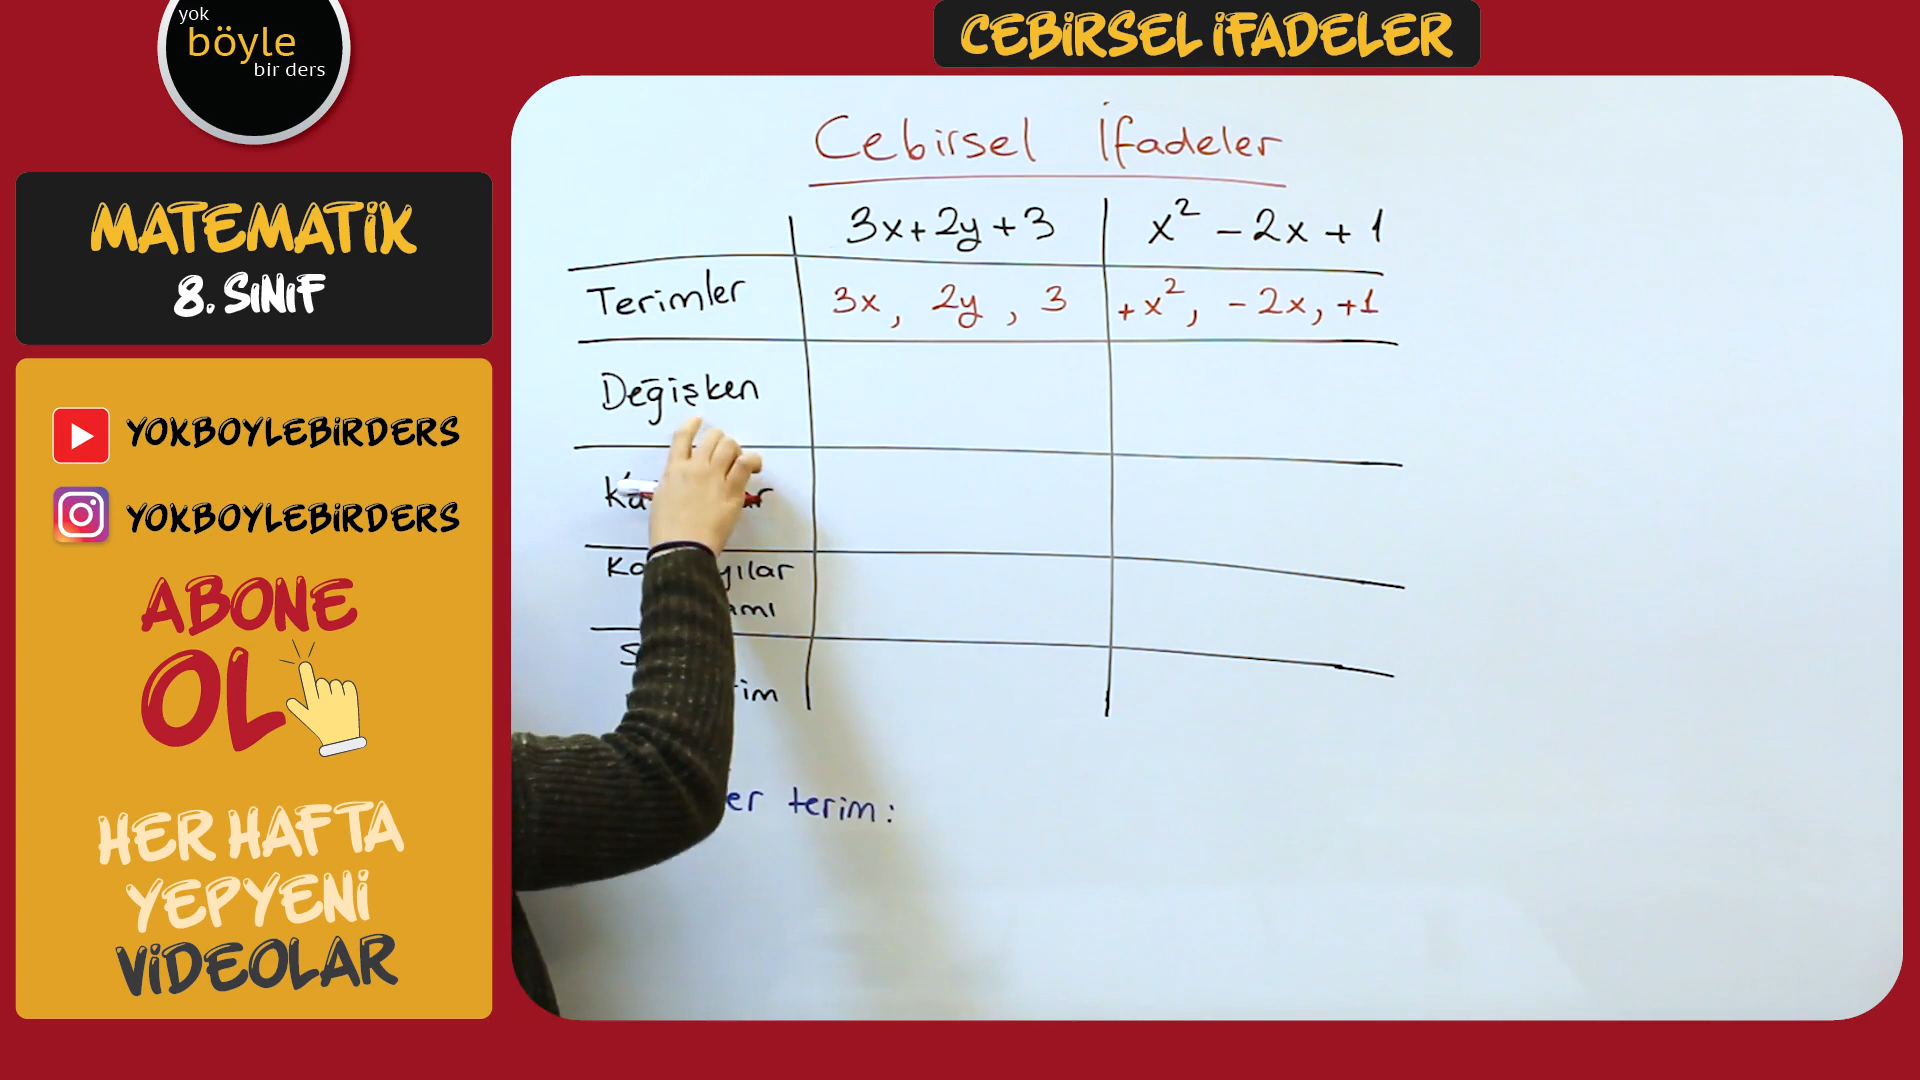 yok
böyle
bir ders
CEBİRSEL İFADELER
MATEMATİK
8. SINIF
YOKBOYLEBİRDERS
YOKBOYLEBİRDERS
ABONE
OL
HER HAFTA
YEPYENİ
VİDEOLAR
Cebirsel İfadeler
3x+2y+3 x² -2x +1
Terimler 3x, 2y, 3 +x², -2x, +1
Değişken
terim: